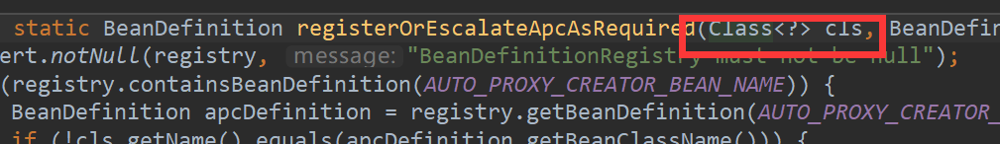 static BeanDefinition registerOrEscalateApcAsRequired(Class<?> cls, BeanDefin
ert.notNull(registry, message: "BeanDefinitionRegistry must not be null");
(registry.containsBeanDefinition(AUTO_PROXY_CREATOR_BEAN_NAME)) {
BeanDefinition apcDefinition = registry.getBeanDefinition(AUTO_PROXY_CREATOR_
if (!cls.getName().equals(apcDefinition.getBeanClassName())) {